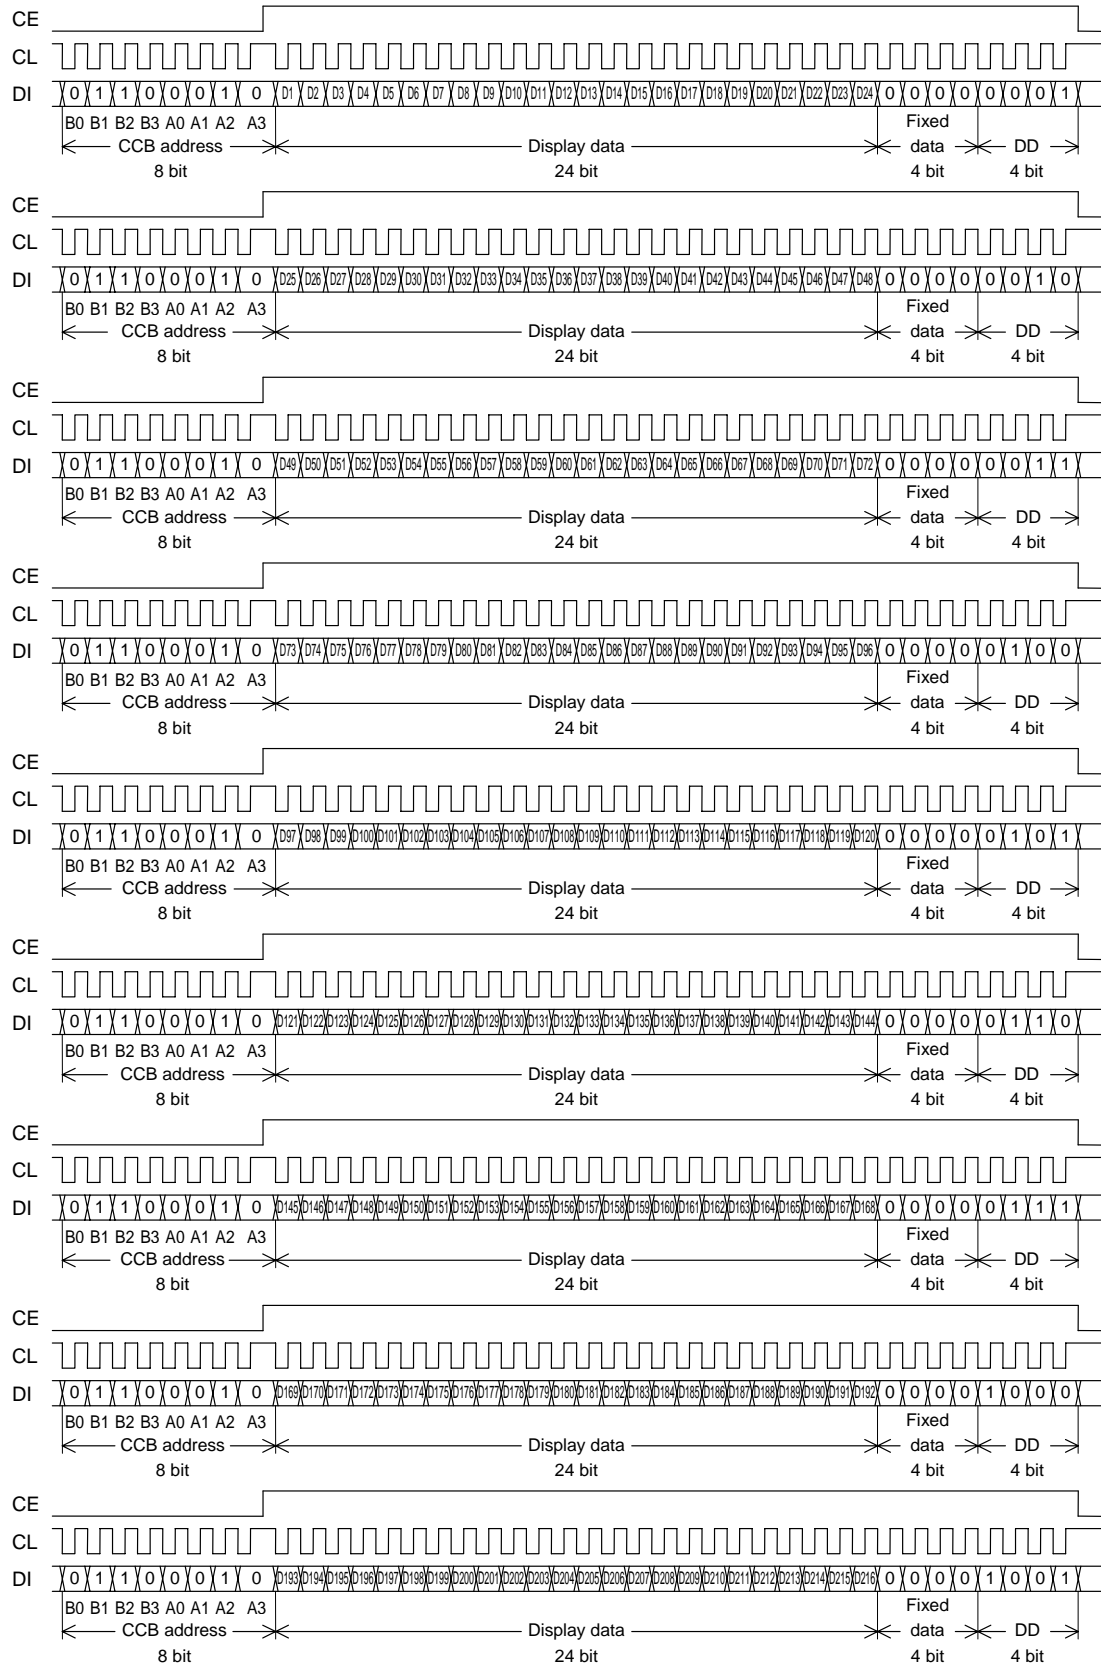 CE
CL
DI 0 1 1 0 0 0 1 0 D1 D2 D3 D4 D5 D6 D7 D8 D9 D10 D11 D12 D13 D14 D15 D16 D17 D18 D19 D20 D21 D22 D23 D24 0 0 0 0 0 0 0 1
B0 B1 B2 B3 A0 A1 A2 A3 Fixed
CCB address Display data data DD
8 bit 24 bit 4 bit 4 bit
CE
CL
DI 0 1 1 0 0 0 1 0 D25 D26 D27 D28 D29 D30 D31 D32 D33 D34 D35 D36 D37 D38 D39 D40 D41 D42 D43 D44 D45 D46 D47 D48 0 0 0 0 0 0 1 0
B0 B1 B2 B3 A0 A1 A2 A3 Fixed
CCB address Display data data DD
8 bit 24 bit 4 bit 4 bit
CE
CL
DI 0 1 1 0 0 0 1 0 D49 D50 D51 D52 D53 D54 D55 D56 D57 D58 D59 D60 D61 D62 D63 D64 D65 D66 D67 D68 D69 D70 D71 D72 0 0 0 0 0 0 1 1
B0 B1 B2 B3 A0 A1 A2 A3 Fixed
CCB address Display data data DD
8 bit 24 bit 4 bit 4 bit
CE
CL
DI 0 1 1 0 0 0 1 0 D73 D74 D75 D76 D77 D78 D79 D80 D81 D82 D83 D84 D85 D86 D87 D88 D89 D90 D91 D92 D93 D94 D95 D96 0 0 0 0 0 1 0 0
B0 B1 B2 B3 A0 A1 A2 A3 Fixed
CCB address Display data data DD
8 bit 24 bit 4 bit 4 bit
CE
CL
DI 0 1 1 0 0 0 1 0 D97 D98 D99 D100 D101 D102 D103 D104 D105 D106 D107 D108 D109 D110 D111 D112 D113 D114 D115 D116 D117 D118 D119 D120 0 0 0 0 0 1 0 1
B0 B1 B2 B3 A0 A1 A2 A3 Fixed
CCB address Display data data DD
8 bit 24 bit 4 bit 4 bit
CE
CL
DI 0 1 1 0 0 0 1 0 D121 D122 D123 D124 D125 D126 D127 D128 D129 D130 D131 D132 D133 D134 D135 D136 D137 D138 D139 D140 D141 D142 D143 D144 0 0 0 0 0 1 1 0
B0 B1 B2 B3 A0 A1 A2 A3 Fixed
CCB address Display data data DD
8 bit 24 bit 4 bit 4 bit
CE
CL
DI 0 1 1 0 0 0 1 0 D145 D146 D147 D148 D149 D150 D151 D152 D153 D154 D155 D156 D157 D158 D159 D160 D161 D162 D163 D164 D165 D166 D167 D168 0 0 0 0 0 1 1 1
B0 B1 B2 B3 A0 A1 A2 A3 Fixed
CCB address Display data data DD
8 bit 24 bit 4 bit 4 bit
CE
CL
DI 0 1 1 0 0 0 1 0 D169 D170 D171 D172 D173 D174 D175 D176 D177 D178 D179 D180 D181 D182 D183 D184 D185 D186 D187 D188 D189 D190 D191 D192 0 0 0 0 1 0 0 0
B0 B1 B2 B3 A0 A1 A2 A3 Fixed
CCB address Display data data DD
8 bit 24 bit 4 bit 4 bit
CE
CL
DI 0 1 1 0 0 0 1 0 D193 D194 D195 D196 D197 D198 D199 D200 D201 D202 D203 D204 D205 D206 D207 D208 D209 D210 D211 D212 D213 D214 D215 D216 0 0 0 0 1 0 0 1
B0 B1 B2 B3 A0 A1 A2 A3 Fixed
CCB address Display data data DD
8 bit 24 bit 4 bit 4 bit